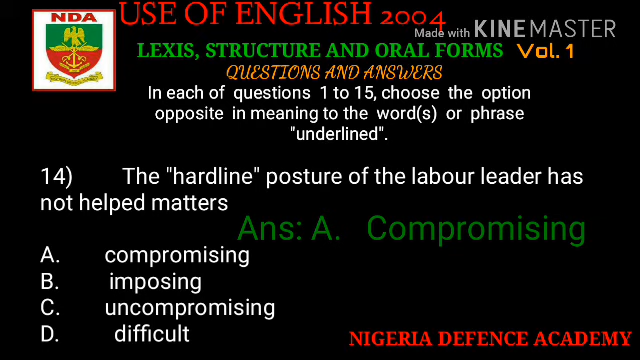 NDA
USE OF ENGLISH 2004
Made with KINEMASTER
LEXIS, STRUCTURE AND ORAL FORMS Vol. 1
QUESTIONS AND ANSWERS
In each of questions 1 to 15, choose the option
opposite in meaning to the word(s) or phrase
"underlined".
14) The "hardline" posture of the labour leader has
not helped matters
Ans: A. Compromising
A. compromising
B. imposing
C. uncompromising
D. difficult
NIGERIA DEFENCE ACADEMY